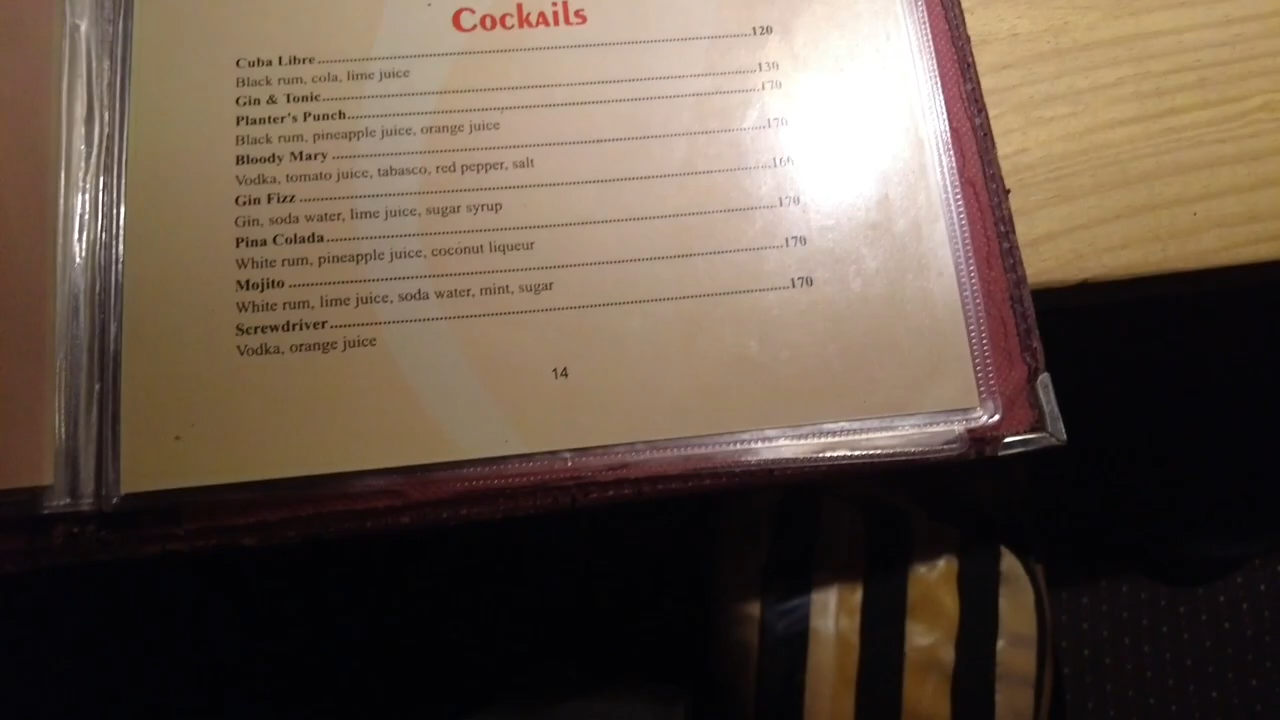 Cockails
Cuba Libre........................120
Black rum, cola, lime juice
Gin & Tonic........................130
Planter's Punch........................170
Black rum, pineapple juice, orange juice
Bloody Mary ........................170
Vodka, tomato juice, tabasco, red pepper, salt
Gin Fizz ........................160
Gin, soda water, lime juice, sugar syrup
Pina Colada........................170
White rum, pineapple juice, coconut liqueur
Mojito ........................170
White rum, lime juice, soda water, mint, sugar
Screwdriver........................170
Vodka, orange juice
14